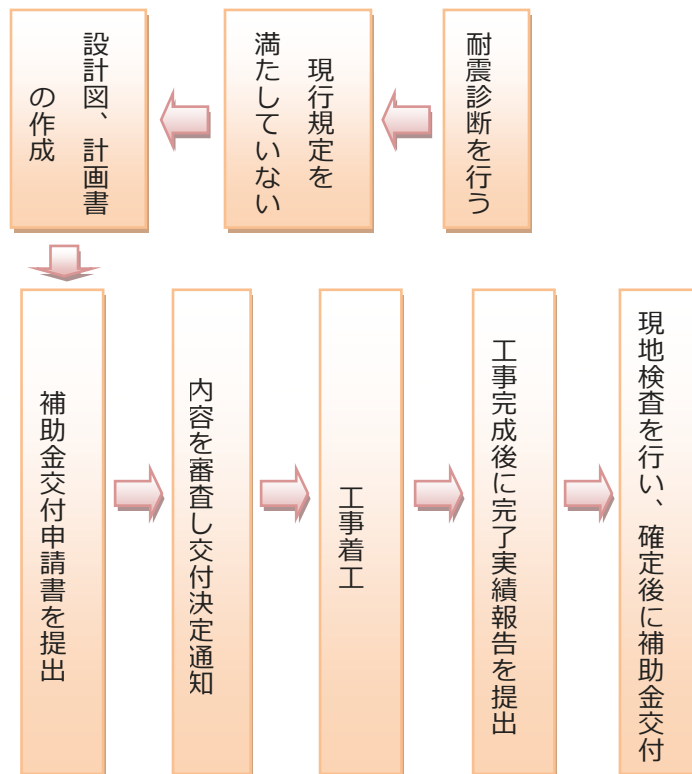 耐震診断を行う
現行規定を
満たしていない
設計図、計画書
の作成
補助金交付申請書を提出
内容を審査し交付決定通知
工事着工
工事完成後に完了実績報告を提出
現地検査を行い、確定後に補助金交付